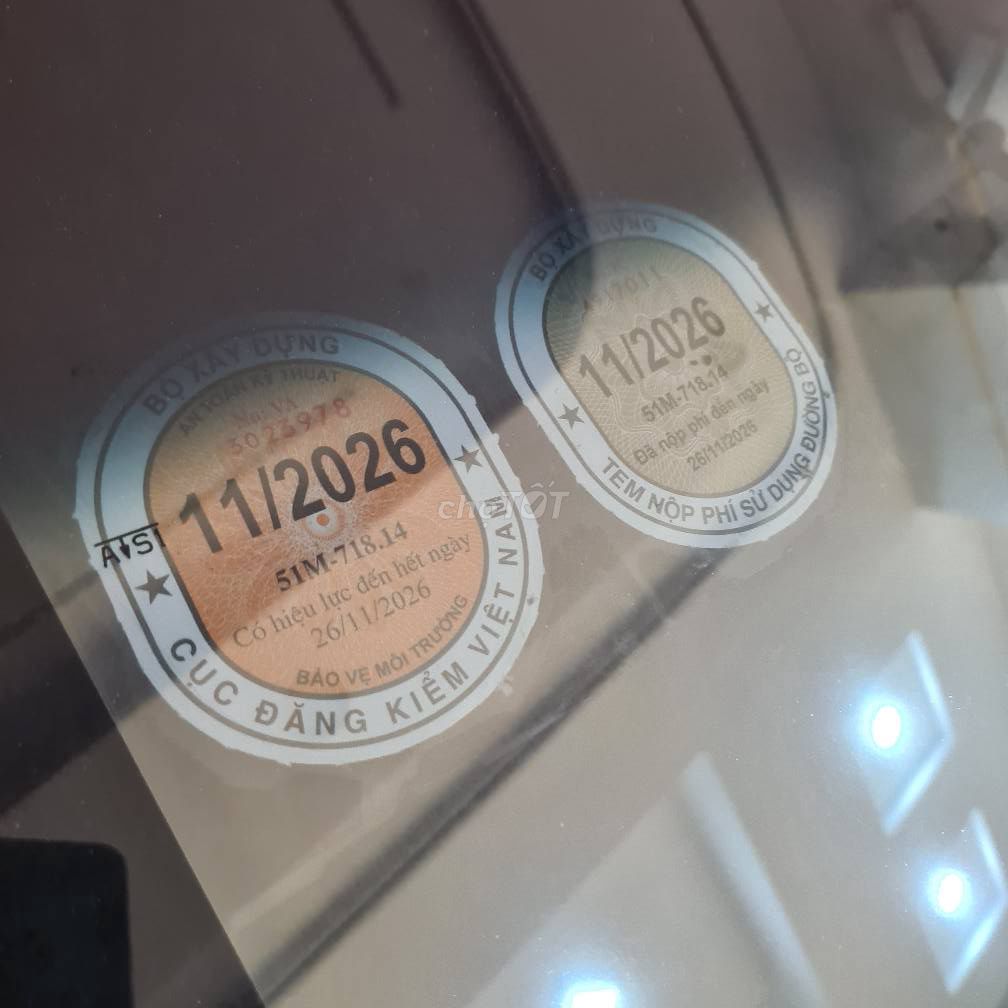 BỘ XÂY DỰNG
AN TOÀN KỸ THUẬT
3023978
11/2026
51M-718.14
Có hiệu lực đến hết ngày
26/11/2026
BẢO VỆ MÔI TRƯỜNG
CỤC ĐĂNG KIỂM VIỆT NAM
BỘ XÂY DỰNG
11/2026
51M-718.14
Đã nộp phí đến ngày
26/11/2026
TEM NỘP PHÍ SỬ DỤNG ĐƯỜNG BỘ
chợTỐT